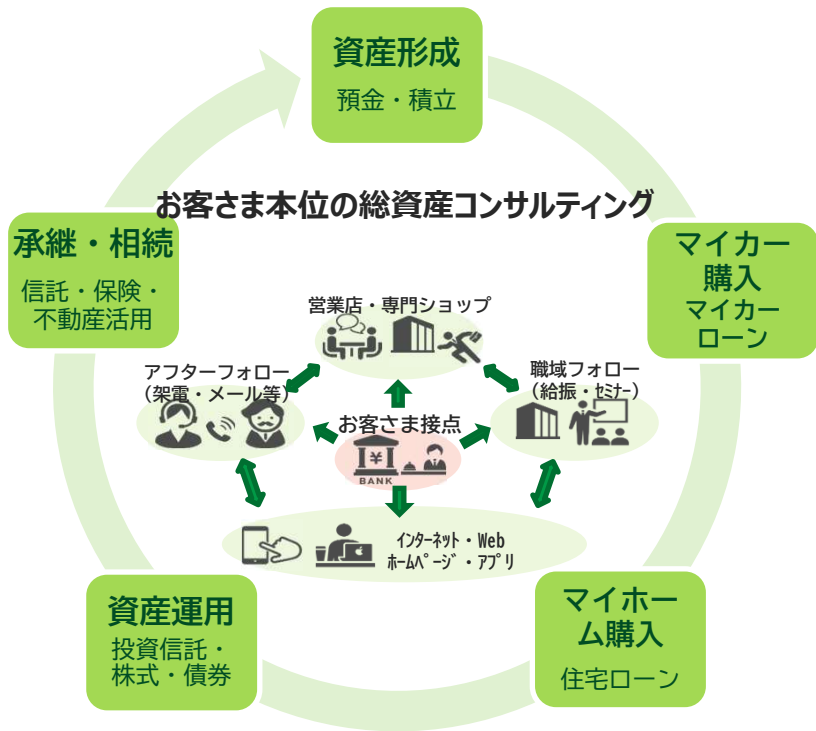 資産形成
預金・積立
お客さま本位の総資産コンサルティング
承継・相続
信託・保険・
不動産活用
マイカー
購入
マイカー
ローン
営業店・専門ショップ
アフターフォロー
（架電・メール等）
職域フォロー
（給振・ｾﾐﾅｰ）
お客さま接点
¥
BANK
ｲﾝﾀｰﾈｯﾄ・Web
ﾎｰﾑﾍﾟｰｼﾞ・ｱﾌﾟﾘ
資産運用
投資信託・
株式・債券
マイホー
ム購入
住宅ローン